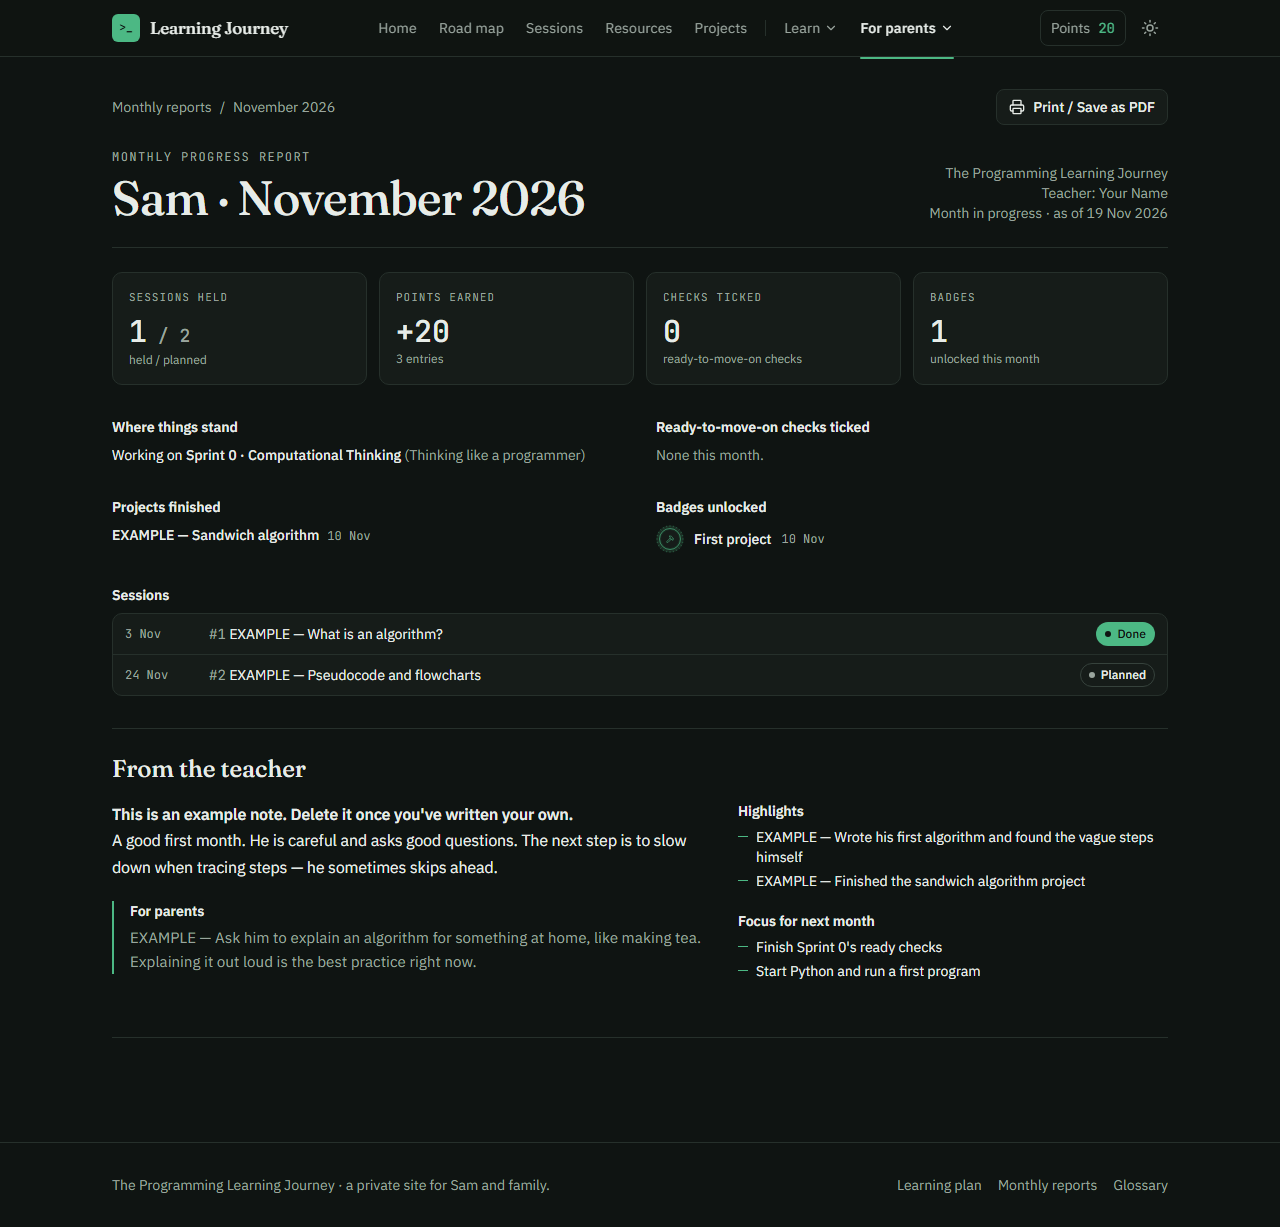 >_ Learning Journey
Home Road map Sessions Resources Projects Learn For parents Points 20
Monthly reports / November 2026
Print / Save as PDF
MONTHLY PROGRESS REPORT
Sam · November 2026
The Programming Learning Journey
Teacher: Your Name
Month in progress · as of 19 Nov 2026
SESSIONS HELD
1 / 2
held / planned
POINTS EARNED
+20
3 entries
CHECKS TICKED
0
ready-to-move-on checks
BADGES
1
unlocked this month
Where things stand
Working on Sprint 0 · Computational Thinking (Thinking like a programmer)
Ready-to-move-on checks ticked
None this month.
Projects finished
EXAMPLE — Sandwich algorithm 10 Nov
Badges unlocked
First project 10 Nov
Sessions
3 Nov #1 EXAMPLE — What is an algorithm? Done
24 Nov #2 EXAMPLE — Pseudocode and flowcharts Planned
From the teacher
This is an example note. Delete it once you've written your own.
A good first month. He is careful and asks good questions. The next step is to slow
down when tracing steps — he sometimes skips ahead.
For parents
EXAMPLE — Ask him to explain an algorithm for something at home, like making tea.
Explaining it out loud is the best practice right now.
Highlights
— EXAMPLE — Wrote his first algorithm and found the vague steps
himself
— EXAMPLE — Finished the sandwich algorithm project
Focus for next month
— Finish Sprint 0's ready checks
— Start Python and run a first program
The Programming Learning Journey · a private site for Sam and family.
Learning plan Monthly reports Glossary